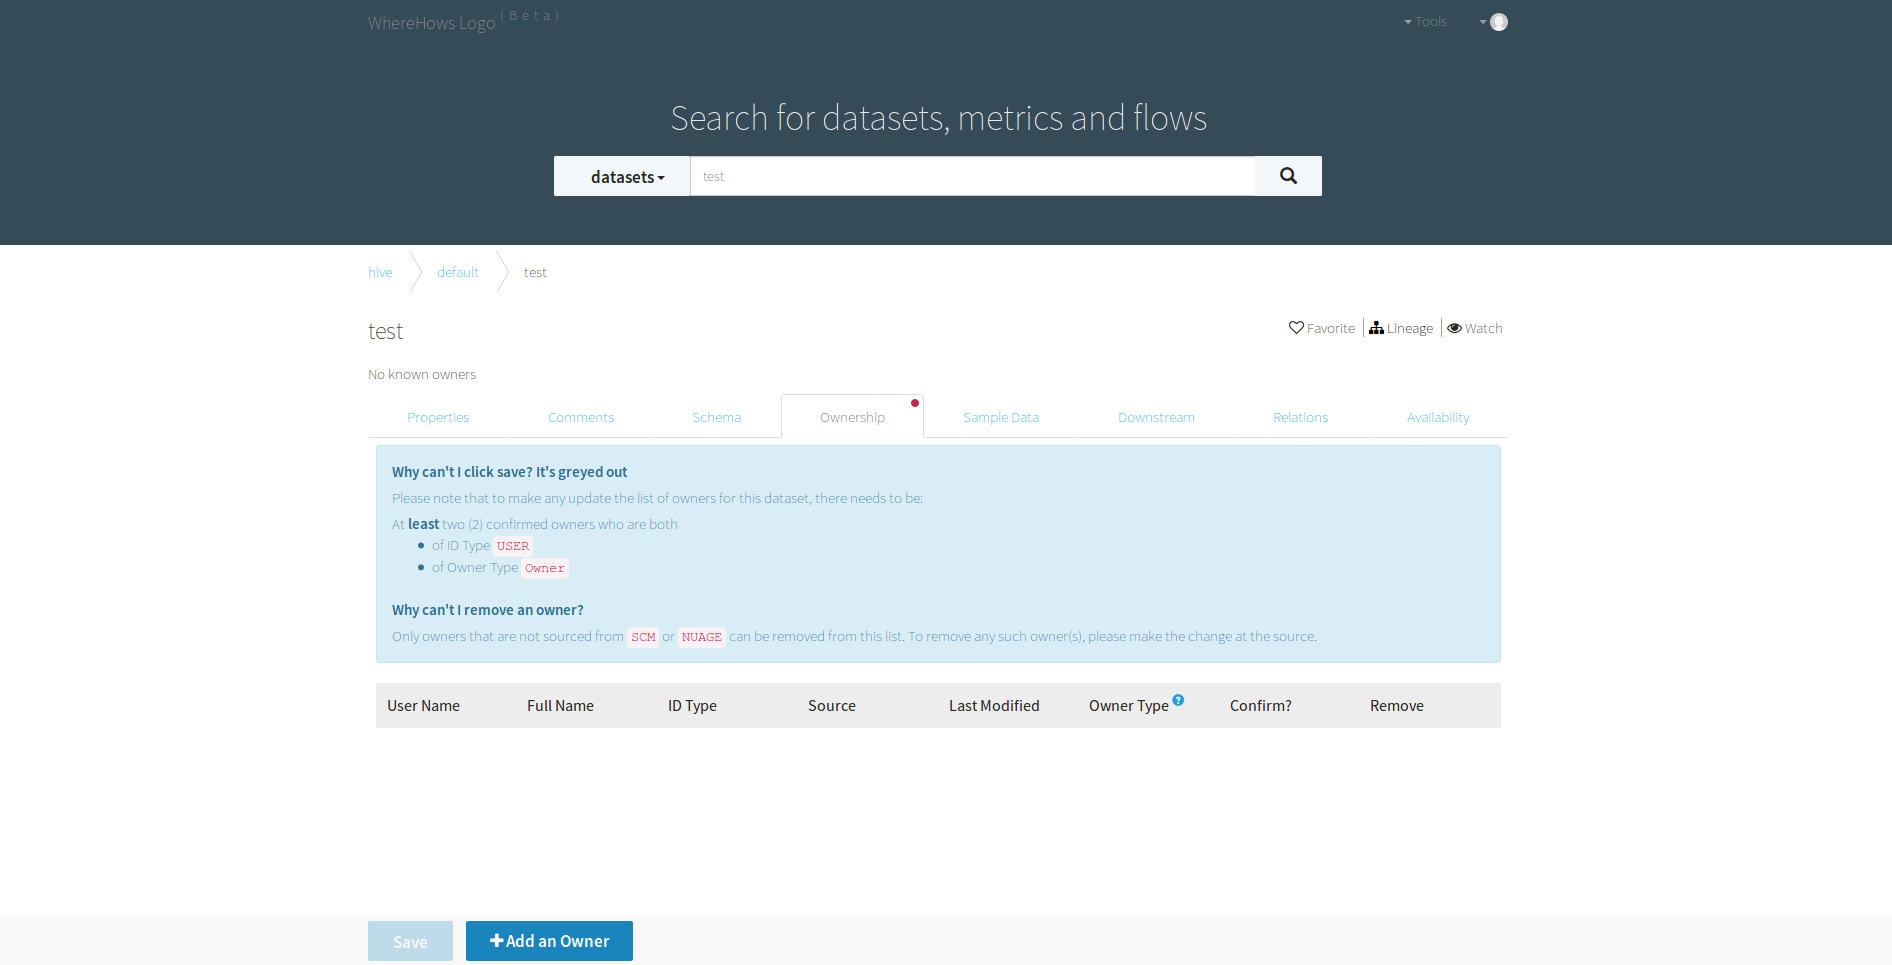 WhereHows Logo (Beta)
Tools
Search for datasets, metrics and flows
datasets
test
hive
default
test
test
Favorite
Lineage
Watch
No known owners
Properties
Comments
Schema
Ownership
Sample Data
Downstream
Relations
Availability
Why can't I click save? It's greyed out
Please note that to make any update the list of owners for this dataset, there needs to be:
At least two (2) confirmed owners who are both
of ID Type USER
of Owner Type Owner
Why can't I remove an owner?
Only owners that are not sourced from SCM or NUAGE can be removed from this list. To remove any such owner(s), please make the change at the source.
User Name
Full Name
ID Type
Source
Last Modified
Owner Type ?
Confirm?
Remove
Save
Add an Owner